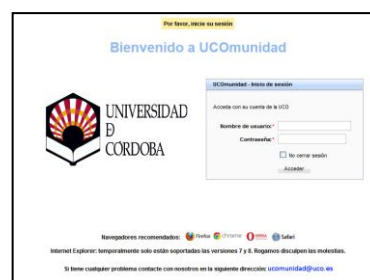 Por favor, inicie su sesión
Bienvenido a UCOmunidad
UNIVERSIDAD
Ð
CÓRDOBA
UCOmunidad - Inicio de sesión
Acceda con su cuenta de la UCO
Nombre de usuario:*
Contraseña:*
No cerrar sesión
Acceder
Navegadores recomendados: Firefox chrome OPERA Safari
Internet Explorer: temporalmente solo están soportadas las versiones 7 y 8. Rogamos disculpen las molestias.
Si tiene cualquier problema contacte con nosotros en la siguiente dirección: ucomunidad@uco.es